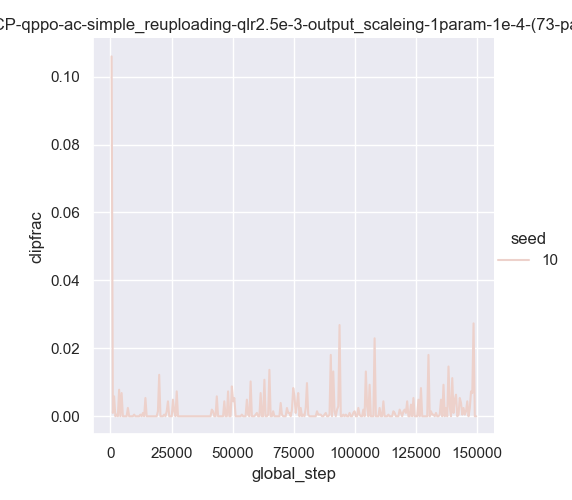 CP-qppo-ac-simple_reuploading-qlr2.5e-3-output_scaleing-1param-1e-4-(73-pa
0.10
0.08
0.06
0.04
0.02
0.00
clipfrac
0 25000 50000 75000 100000 125000 150000
global_step
seed
10